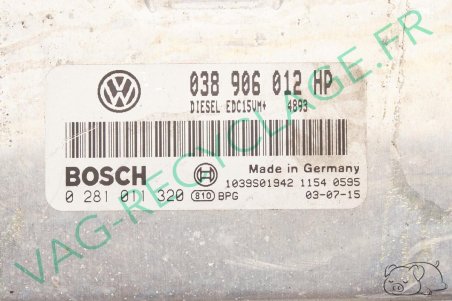 038 906 012 HP
DIESEL EDC15VM+ 4893
BOSCH
Made in Germany
0 281 011 320 810 BPG
1039S01942 1154 0595
03-07-15
VAG-RECYCLAGE.FR